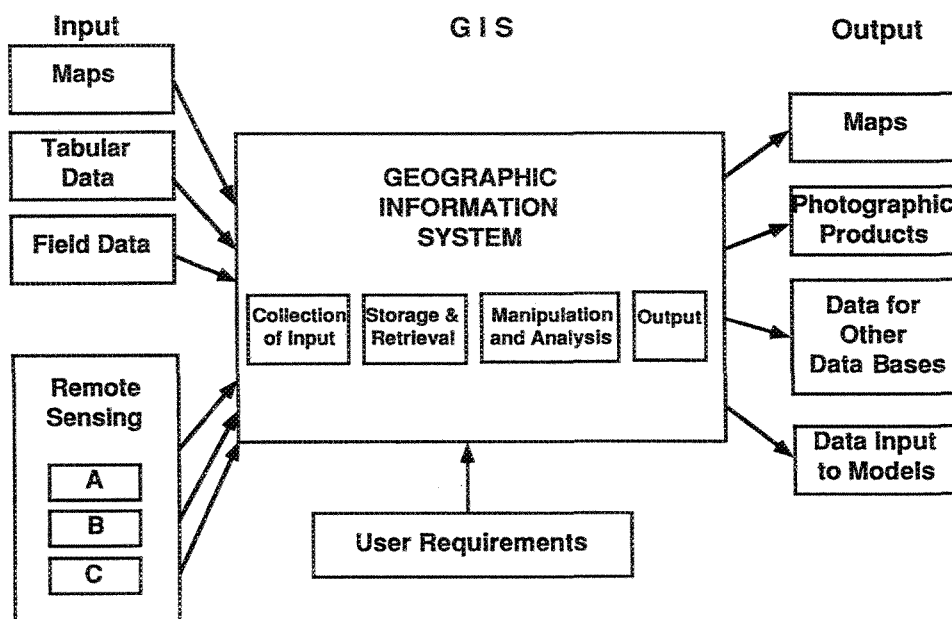 Input
G I S
Output
Maps
Tabular
Data
Field Data
Remote
Sensing
A
B
C
GEOGRAPHIC
INFORMATION
SYSTEM
Collection
of Input
Storage &
Retrieval
Manipulation
and Analysis
Output
User Requirements
Maps
Photographic
Products
Data for
Other
Data Bases
Data Input
to Models